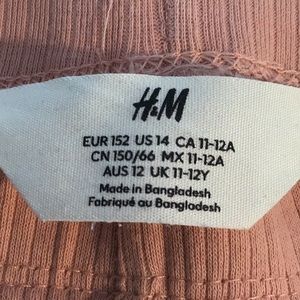 H&M
EUR 152 US 14 CA 11-12A
CN 150/66 MX 11-12A
AUS 12 UK 11-12Y
Made in Bangladesh
Fabriqué au Bangladesh